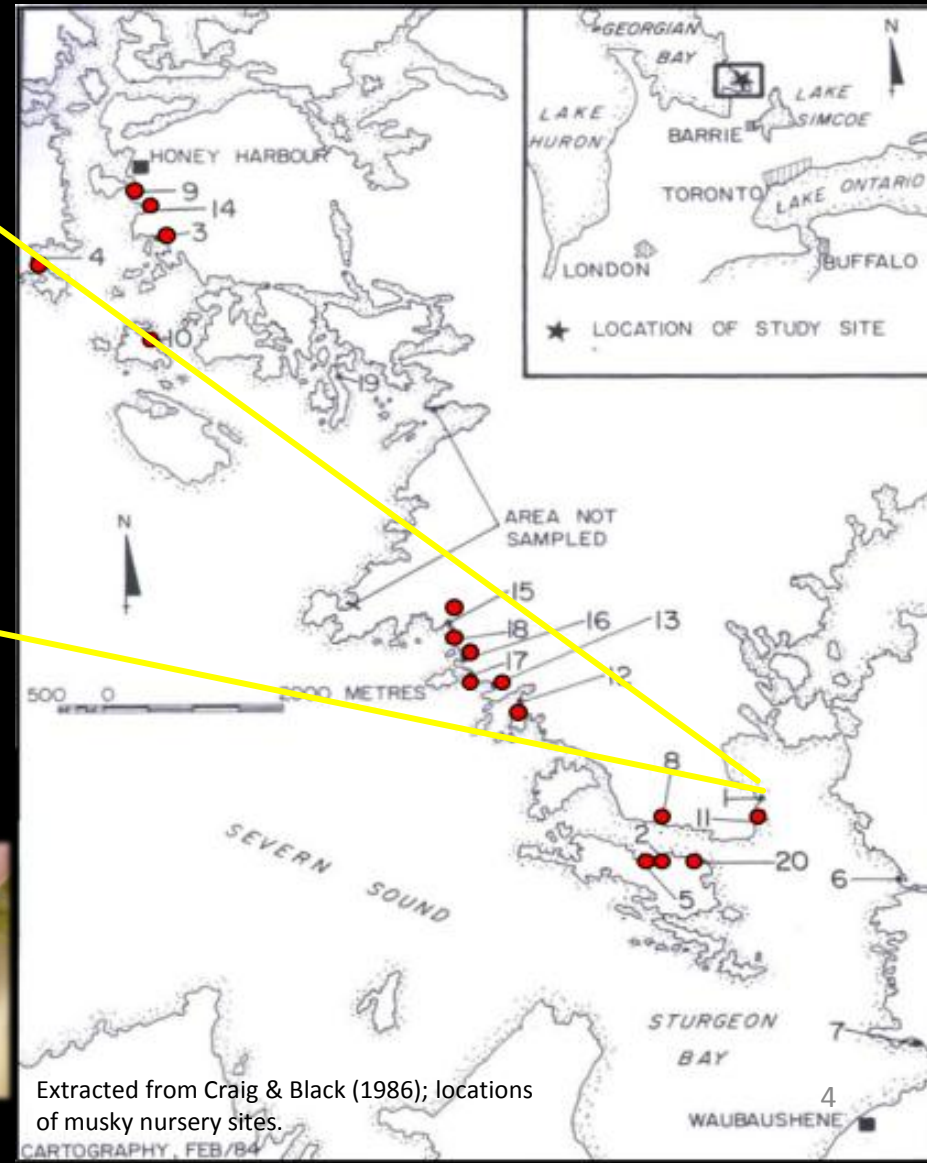 GEORGIAN
BAY
N
LAKE
HURON
LAKE
SIMCOE
BARRIE
TORONTO
LAKE ONTARIO
LONDON
BUFFALO
★ LOCATION OF STUDY SITE
HONEY HARBOUR
9
14
3
4
10
19
AREA NOT
SAMPLED
N
15
18
16
13
17
12
500 0 2000 METRES
8
11
2
20
5
6
SEVERN SOUND
STURGEON
BAY
7
WAUBAUSHENE
Extracted from Craig & Black (1986); locations
of musky nursery sites.
4
CARTOGRAPHY, FEB/84